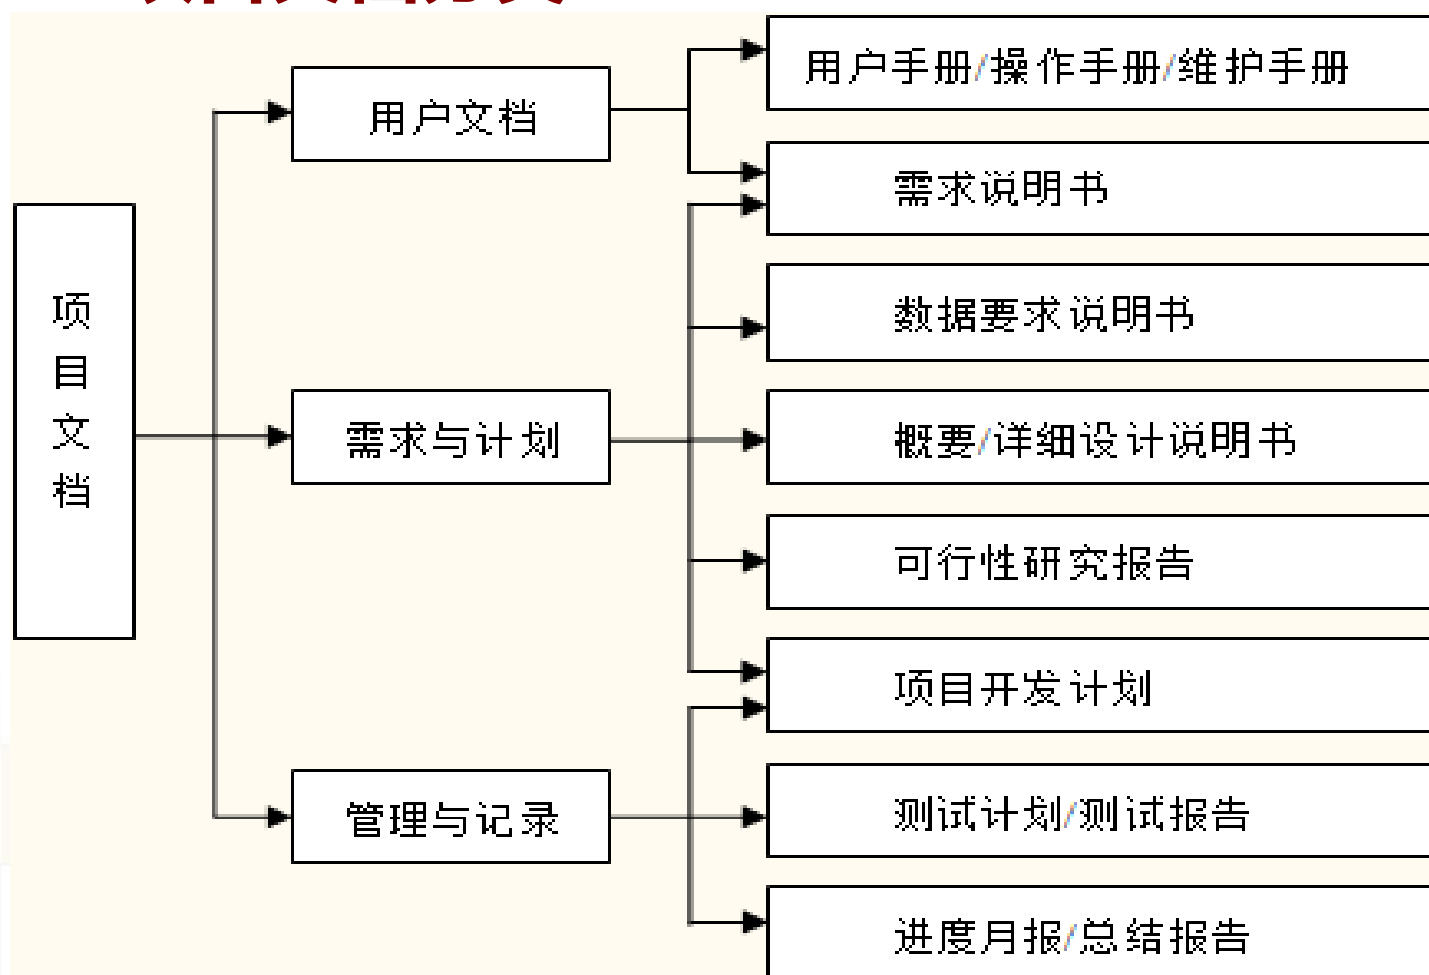 项目文档
用户文档
需求与计划
管理与记录
用户手册/操作手册/维护手册
需求说明书
数据要求说明书
概要/详细设计说明书
可行性研究报告
项目开发计划
测试计划/测试报告
进度月报/总结报告